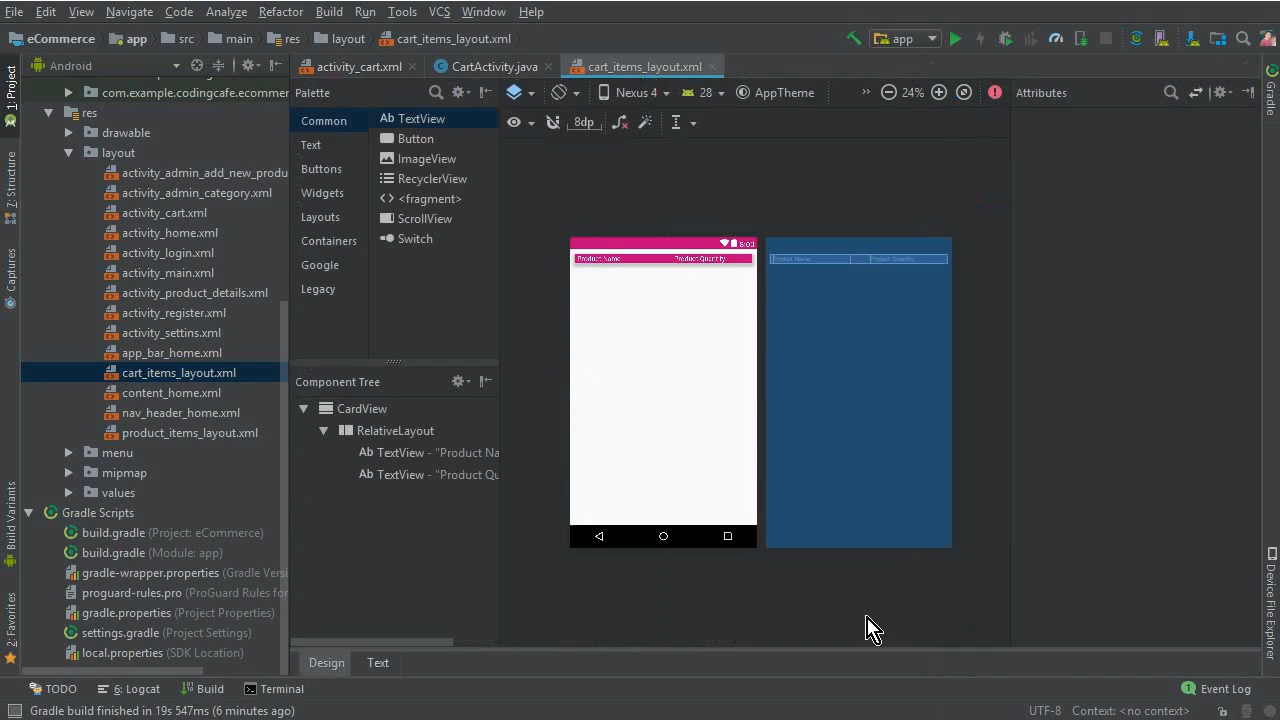 File Edit View Navigate Code Analyze Refactor Build Run Tools VCS Window Help
eCommerce app src main res layout cart_items_layout.xml app
1: Project
Z: Structure
Captures
Build Variants
2: Favorites
Android
com.example.codingcafe.ecommer
res
drawable
layout
activity_admin_add_new_produ
activity_admin_category.xml
activity_cart.xml
activity_home.xml
activity_login.xml
activity_main.xml
activity_product_details.xml
activity_register.xml
activity_settins.xml
app_bar_home.xml
cart_items_layout.xml
content_home.xml
nav_header_home.xml
product_items_layout.xml
menu
mipmap
values
Gradle Scripts
build.gradle (Project: eCommerce)
build.gradle (Module: app)
gradle-wrapper.properties (Gradle Versi
proguard-rules.pro (ProGuard Rules for
gradle.properties (Project Properties)
settings.gradle (Project Settings)
local.properties (SDK Location)
activity_cart.xml CartActivity.java cart_items_layout.xml
Palette
Common
Text
Buttons
Widgets
Layouts
Containers
Google
Legacy
Ab TextView
Button
ImageView
RecyclerView
<fragment>
ScrollView
Switch
Component Tree
CardView
RelativeLayout
Ab TextView - "Product Na
Ab TextView - "Product Qu
Nexus 4 28 AppTheme » 24%
8dp
8:00
Product Name Product Quantity
Product Name Product Quantity
Attributes
Gradle
Device File Explorer
Design Text
TODO 6: Logcat Build Terminal 1 Event Log
Gradle build finished in 19s 547ms (6 minutes ago) UTF-8 Context: <no context>